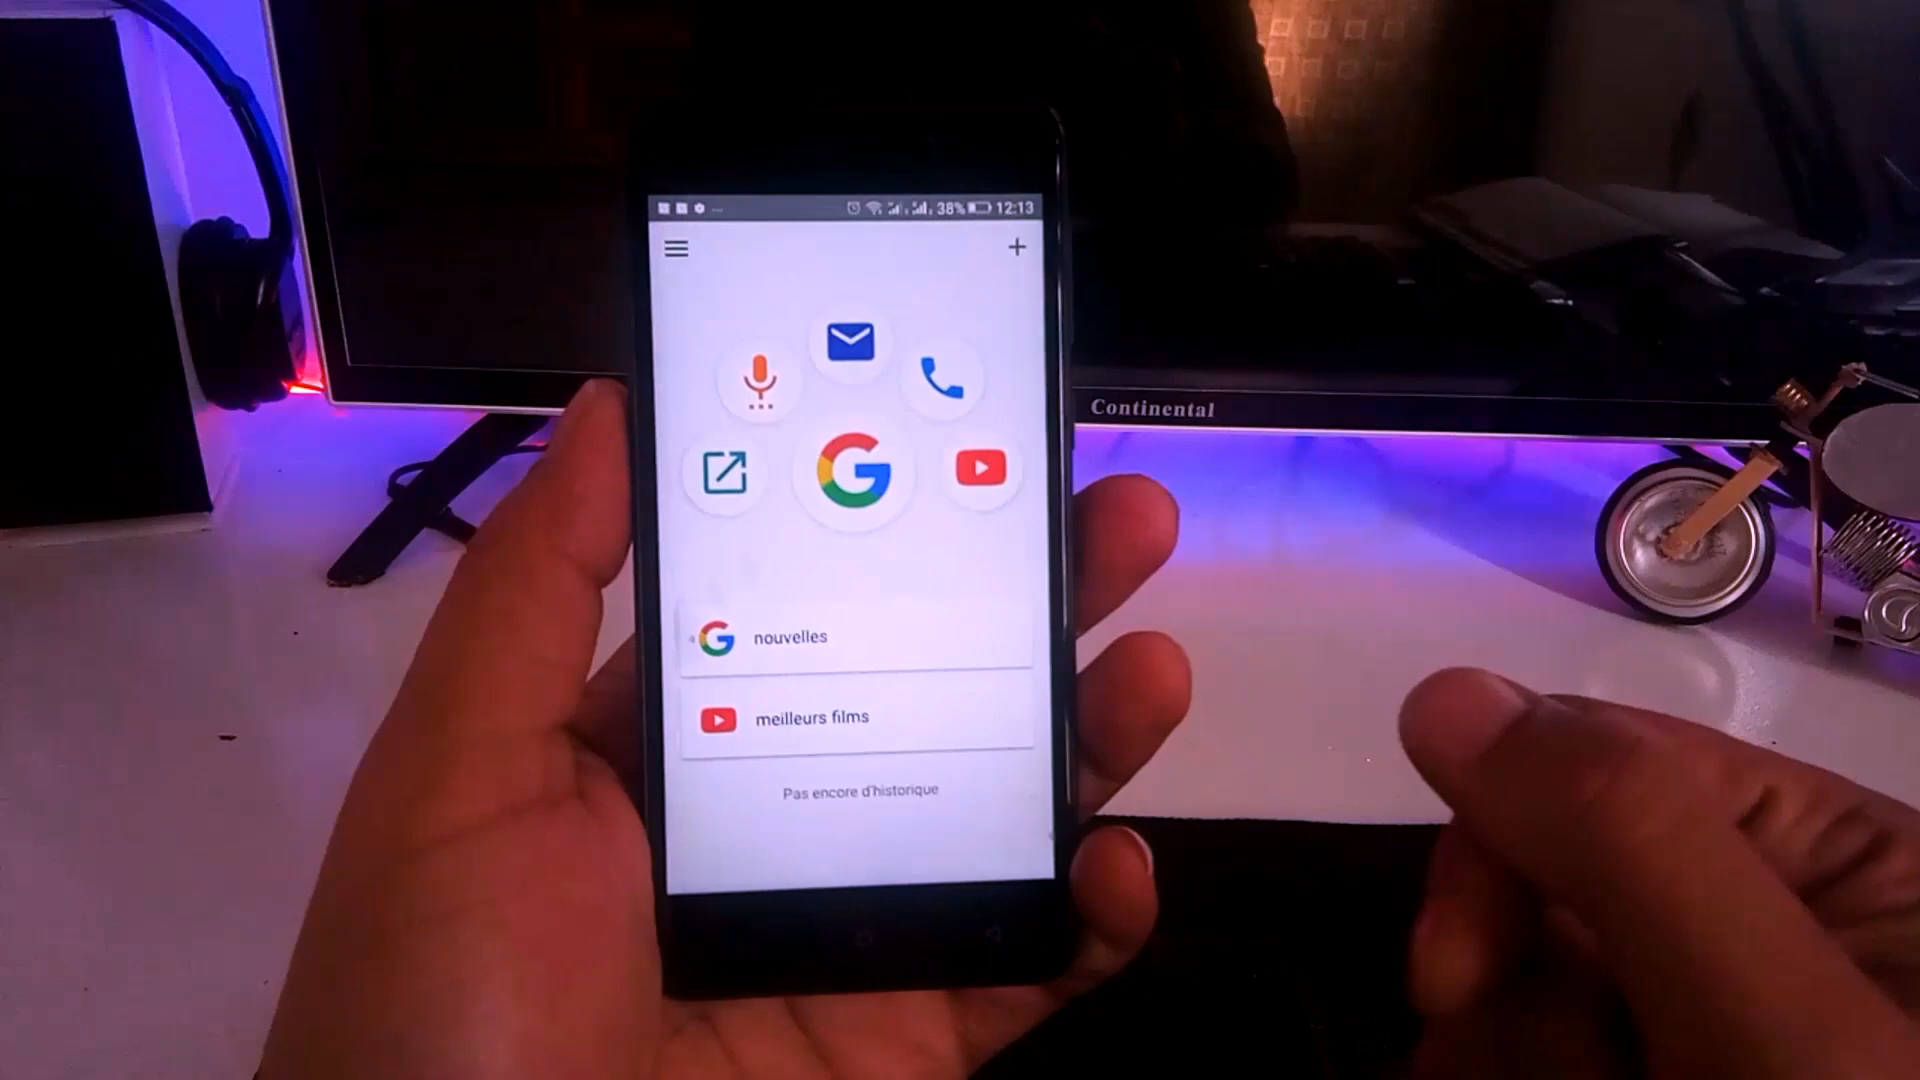 38% 12:13
Continental
nouvelles
meilleurs films
Pas encore d'historique